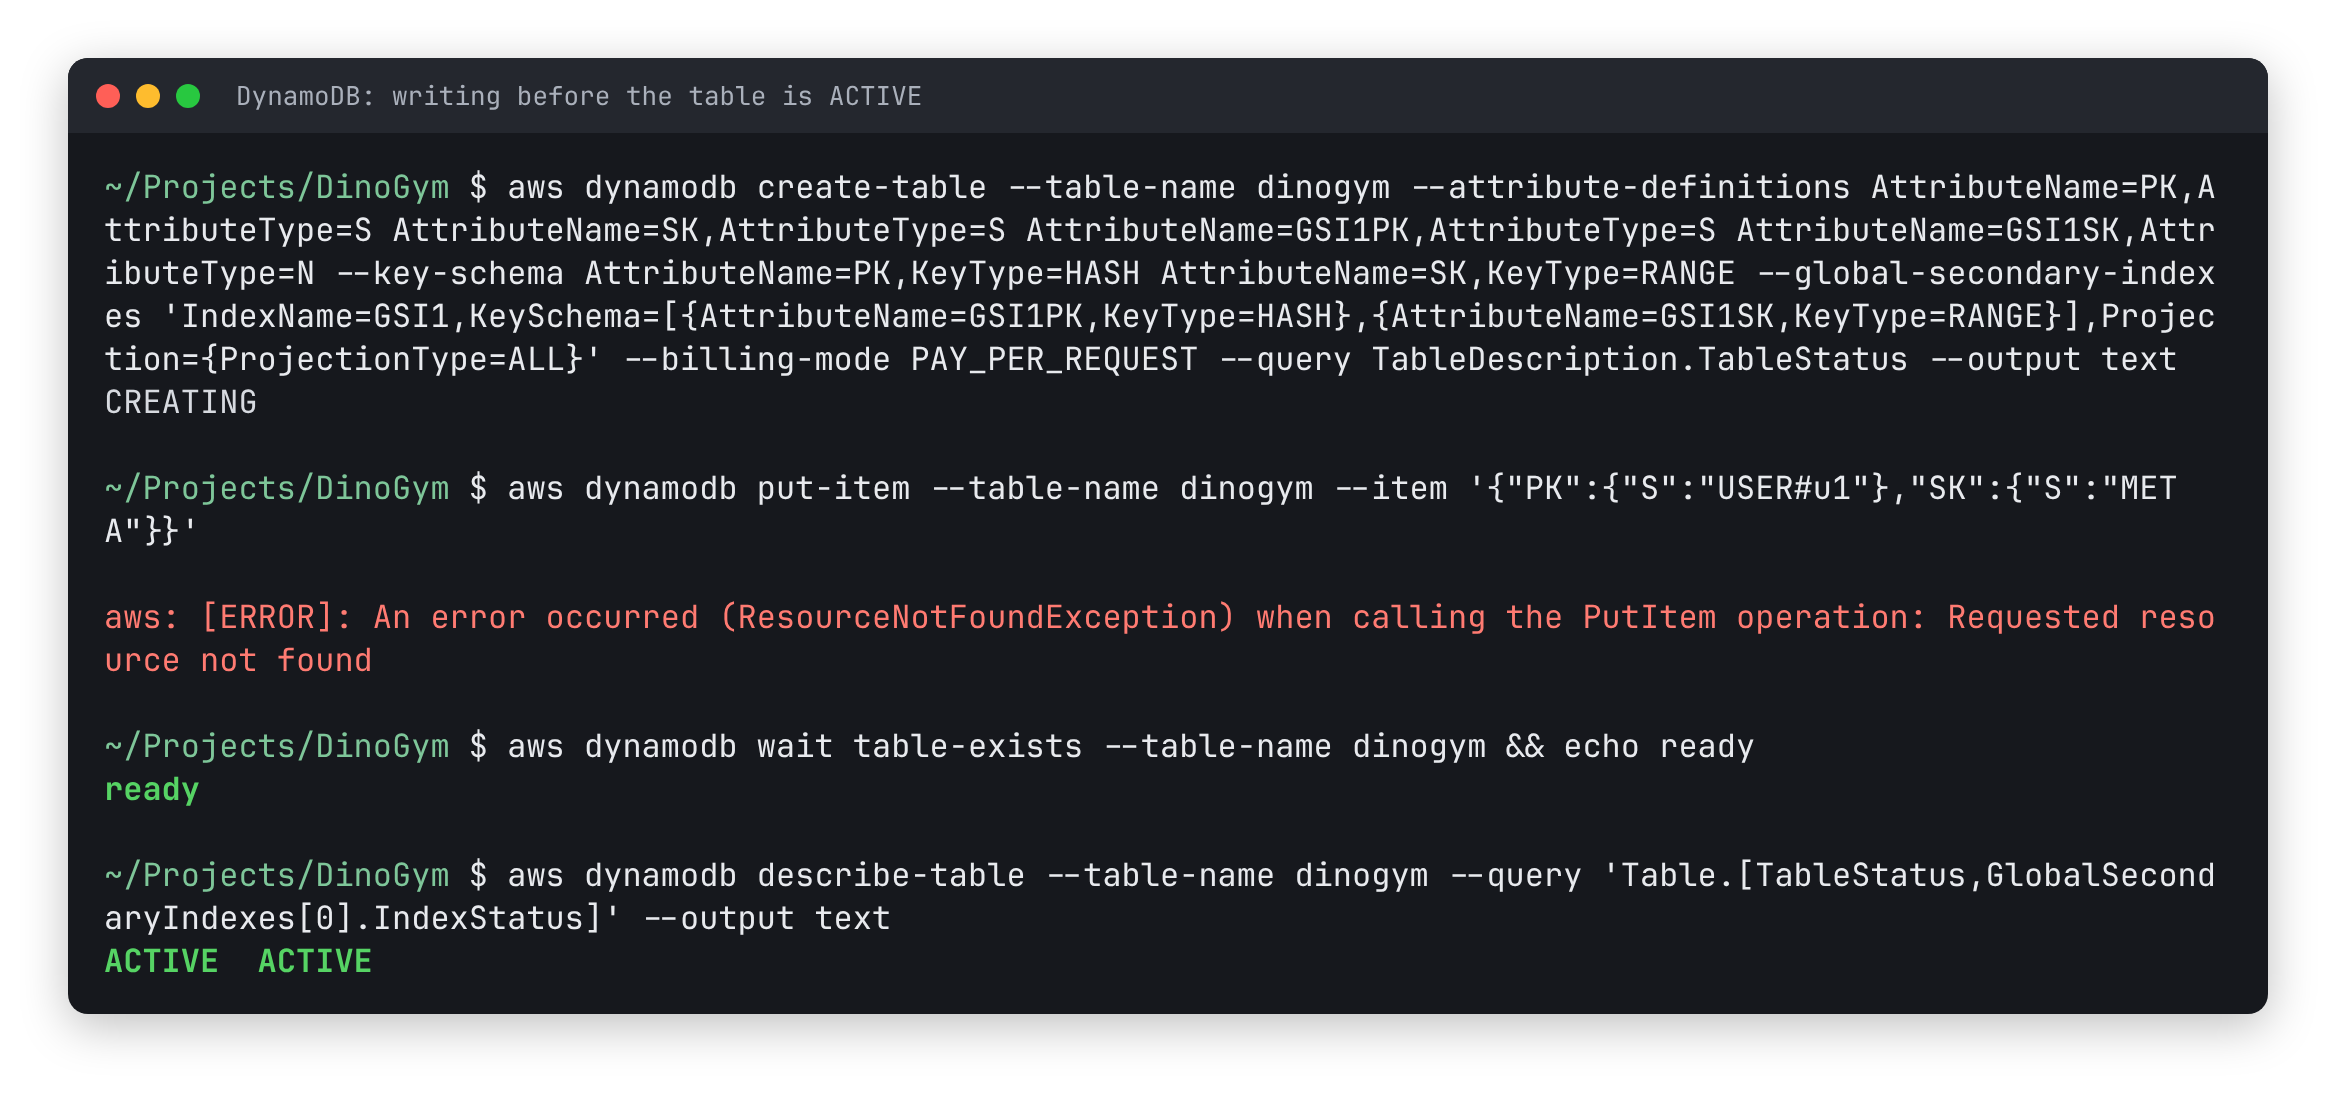 DynamoDB: writing before the table is ACTIVE
~/Projects/DinoGym $ aws dynamodb create-table --table-name dinogym --attribute-definitions AttributeName=PK,A
ttributeType=S AttributeName=SK,AttributeType=S AttributeName=GSI1PK,AttributeType=S AttributeName=GSI1SK,Attr
ibuteType=N --key-schema AttributeName=PK,KeyType=HASH AttributeName=SK,KeyType=RANGE --global-secondary-index
es 'IndexName=GSI1,KeySchema=[{AttributeName=GSI1PK,KeyType=HASH},{AttributeName=GSI1SK,KeyType=RANGE}],Projec
tion={ProjectionType=ALL}' --billing-mode PAY_PER_REQUEST --query TableDescription.TableStatus --output text
CREATING
~/Projects/DinoGym $ aws dynamodb put-item --table-name dinogym --item '{"PK":{"S":"USER#u1"},"SK":{"S":"MET
A"}}'
aws: [ERROR]: An error occurred (ResourceNotFoundException) when calling the PutItem operation: Requested reso
urce not found
~/Projects/DinoGym $ aws dynamodb wait table-exists --table-name dinogym && echo ready
ready
~/Projects/DinoGym $ aws dynamodb describe-table --table-name dinogym --query 'Table.[TableStatus,GlobalSecond
aryIndexes[0].IndexStatus]' --output text
ACTIVE  ACTIVE